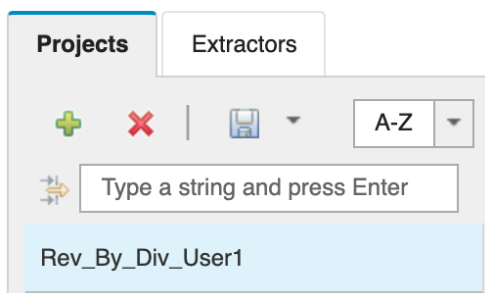 Projects
Extractors
A-Z
Type a string and press Enter
Rev_By_Div_User1